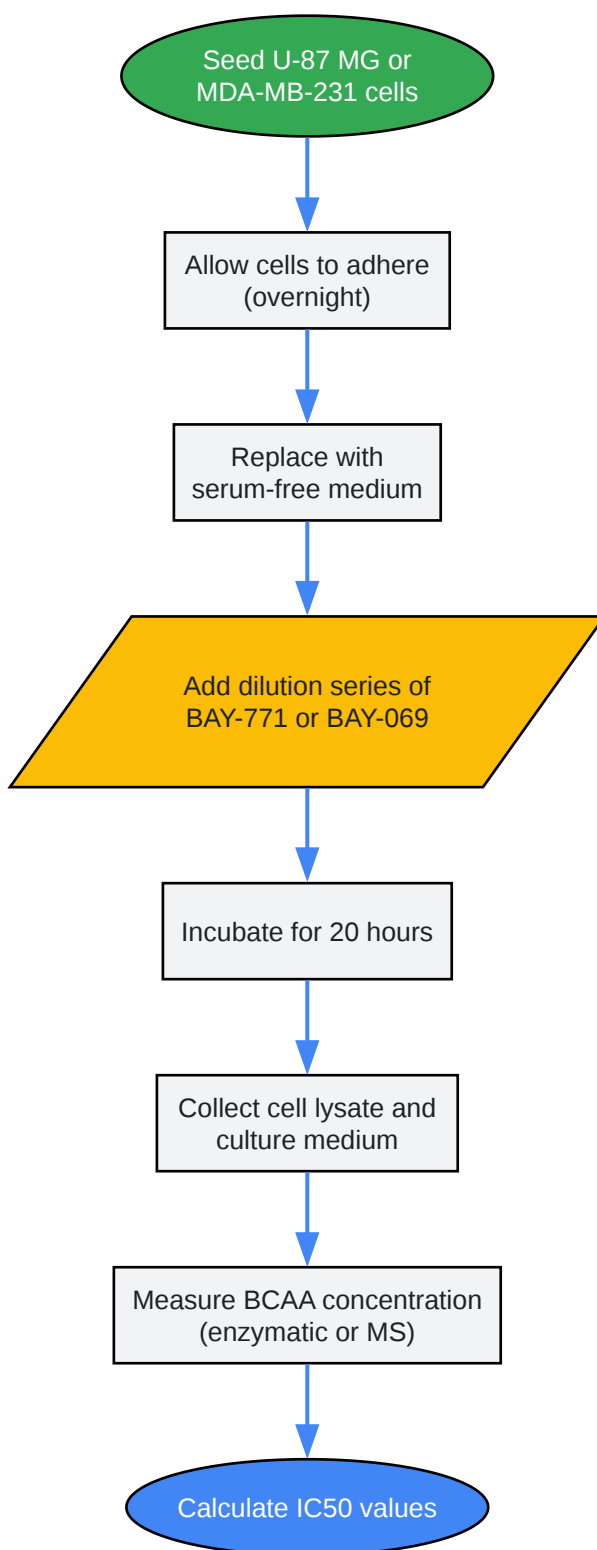 Seed U-87 MG or
MDA-MB-231 cells
Allow cells to adhere
(overnight)
Replace with
serum-free medium
Add dilution series of
BAY-771 or BAY-069
Incubate for 20 hours
Collect cell lysate and
culture medium
Measure BCAA concentration
(enzymatic or MS)
Calculate IC50 values